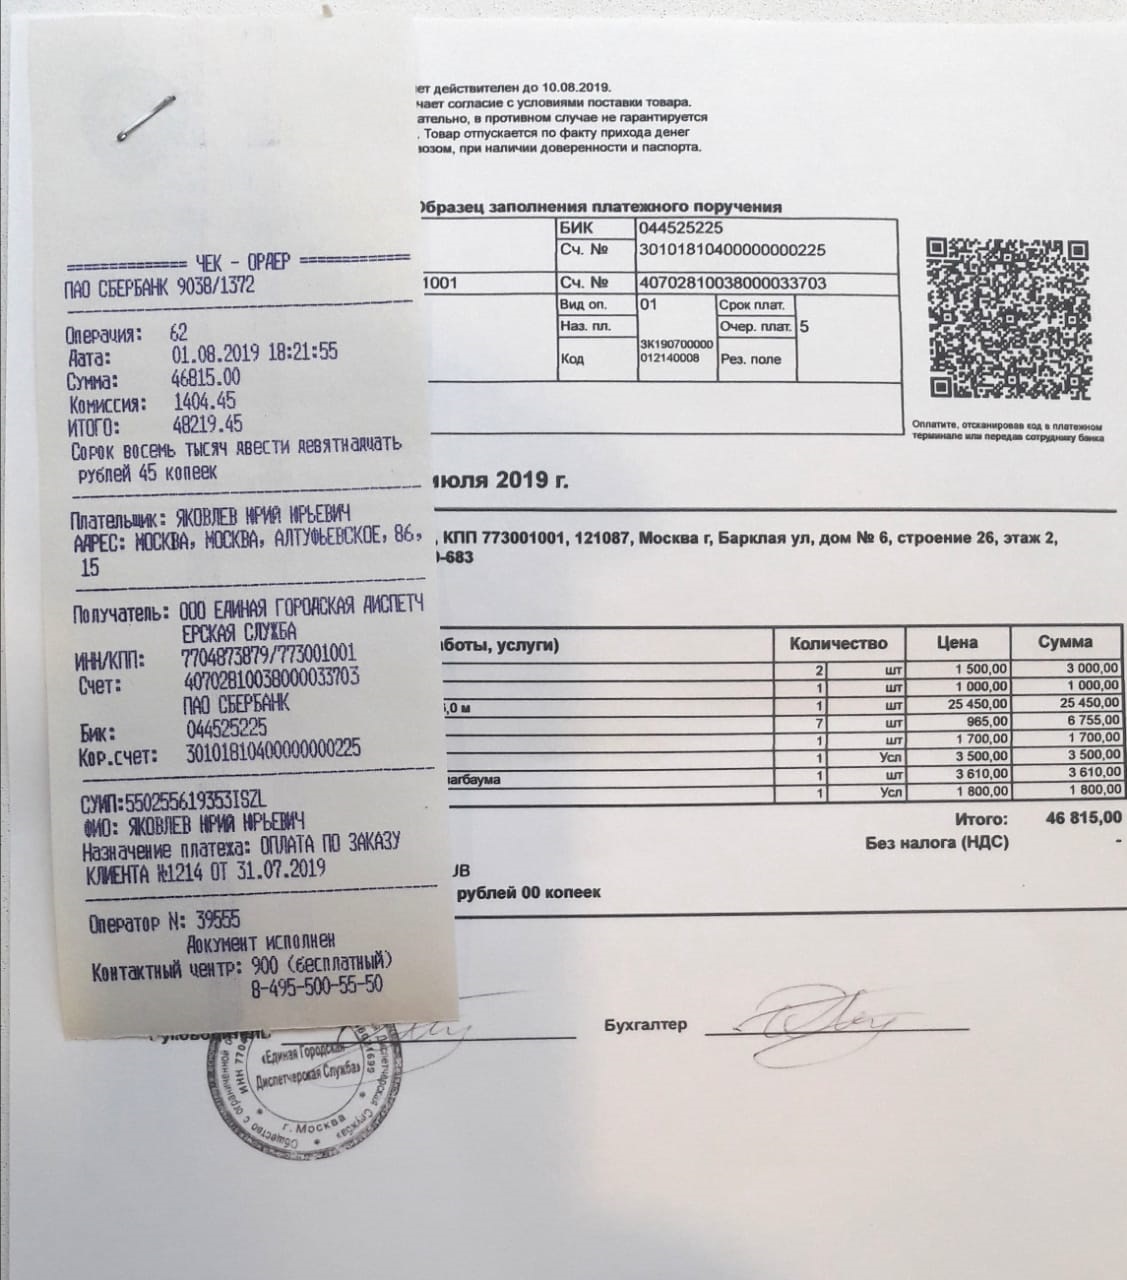 ет действителен до 10.08.2019.
чает согласие с условиями поставки товара.
ательно, в противном случае не гарантируется
. Товар отпускается по факту прихода денег
возом, при наличии доверенности и паспорта.
Образец заполнения платежного поручения
БИК 044525225
Сч. № 30101810400000000225
1001 Сч. № 40702810038000033703
Вид оп. 01 Срок плат.
Наз. пл. Очер. плат. 5
Код ЗК190700000 012140008 Рез. поле
Оплатите, отсканировав код в платежном
терминале или передав сотруднику банка
июля 2019 г.
, КПП 773001001, 121087, Москва г, Барклая ул, дом № 6, строение 26, этаж 2,
-683
боты, услуги) Количество Цена Сумма
2 шт 1 500,00 3 000,00
1 шт 1 000,00 1 000,00
,0 м 1 шт 25 450,00 25 450,00
7 шт 965,00 6 755,00
1 шт 1 700,00 1 700,00
1 Усл 3 500,00 3 500,00
агбаума 1 шт 3 610,00 3 610,00
1 Усл 1 800,00 1 800,00
Итого: 46 815,00
Без налога (НДС) -
UB
рублей 00 копеек
============== ЧЕК - ОРДЕР =============
ПАО СБЕРБАНК 9038/1372
Операция: 62
Дата: 01.08.2019 18:21:55
Сумма: 46815.00
Комиссия: 1404.45
ИТОГО: 48219.45
Сорок восемь тысяч двести девятнадцать
рублей 45 копеек
Плательщик: ЯКОВЛЕВ ЮРИЙ ЮРЬЕВИЧ
АДРЕС: МОСКВА, МОСКВА, АЛТУФЬЕВСКОЕ, 86,
15
Получатель: ООО ЕДИНАЯ ГОРОДСКАЯ ДИСПЕТЧ
ЕРСКАЯ СЛУЖБА
ИНН/КПП: 7704873879/773001001
Счет: 40702810038000033703
ПАО СБЕРБАНК
Бик: 044525225
Кор.счет: 30101810400000000225
СУИП:550255619353ISZL
ФИО: ЯКОВЛЕВ ЮРИЙ ЮРЬЕВИЧ
Назначение платежа: ОПЛАТА ПО ЗАКАЗУ
КЛИЕНТА №1214 ОТ 31.07.2019
Оператор N: 39555
Документ исполнен
Контактный центр: 900 (бесплатный)
8-495-500-55-50
Руководитель
Бухгалтер
«Единая Городская
Диспетчерская Служба»
г. Москва
Общество с ограниченной
ИНН 770
Диспетчерская Служба»